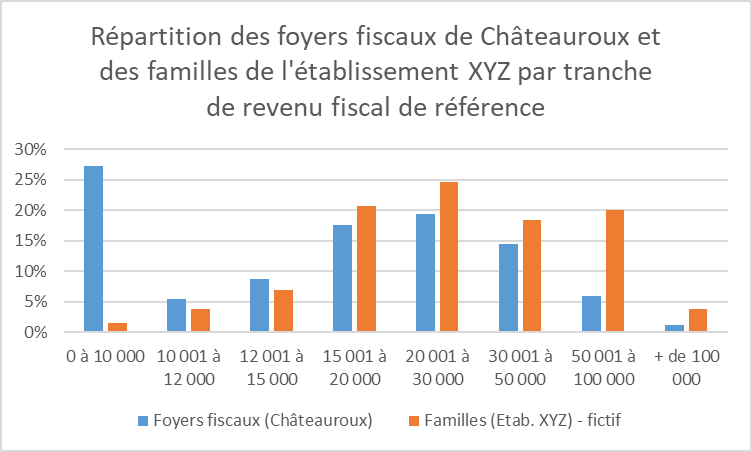 Répartition des foyers fiscaux de Châteauroux et
des familles de l'établissement XYZ par tranche
de revenu fiscal de référence
30%
25%
20%
15%
10%
5%
0%
0 à 10 000
10 001 à
12 000
12 001 à
15 000
15 001 à
20 000
20 001 à
30 000
30 001 à
50 000
50 001 à
100 000
+ de 100
000
Foyers fiscaux (Châteauroux)
Familles (Etab. XYZ) - fictif